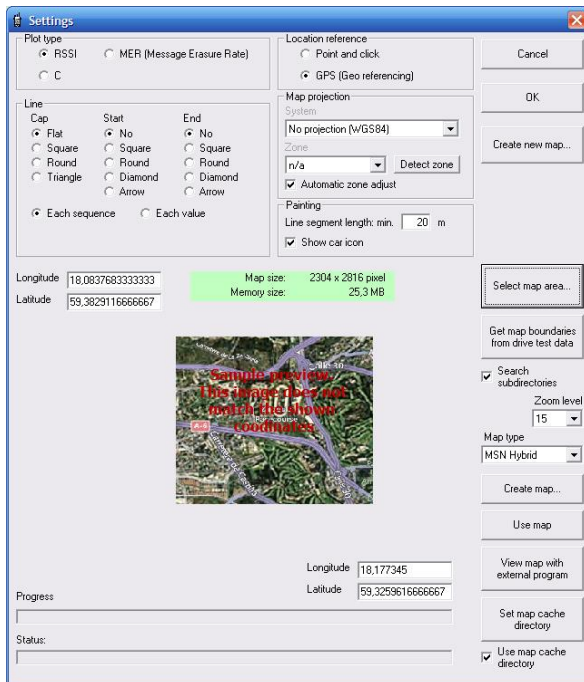 Settings
Plot type
RSSI
MER (Message Erasure Rate)
C
Location reference
Point and click
GPS (Geo referencing)
Cancel
OK
Create new map...
Line
Cap
Start
End
Flat
No
No
Square
Square
Square
Round
Round
Round
Triangle
Diamond
Diamond
Arrow
Arrow
Each sequence
Each value
Map projection
System
No projection (WGS84)
Zone
n/a
Detect zone
Automatic zone adjust
Painting
Line segment length: min. 20 m
Show car icon
Longitude 18,0837683333333
Latitude 59,3829116666667
Map size: 2304 x 2816 pixel
Memory size: 25,3 MB
Select map area...
Get map boundaries
from drive test data
Search
subdirectories
Zoom level
15
Map type
MSN Hybrid
Create map...
Use map
View map with
external program
Set map cache
directory
Use map cache
directory
Sample preview.
This image does not
match the shown
coodinates
A-6
Longitude 18,177345
Latitude 59,3259616666667
Progress
Status: